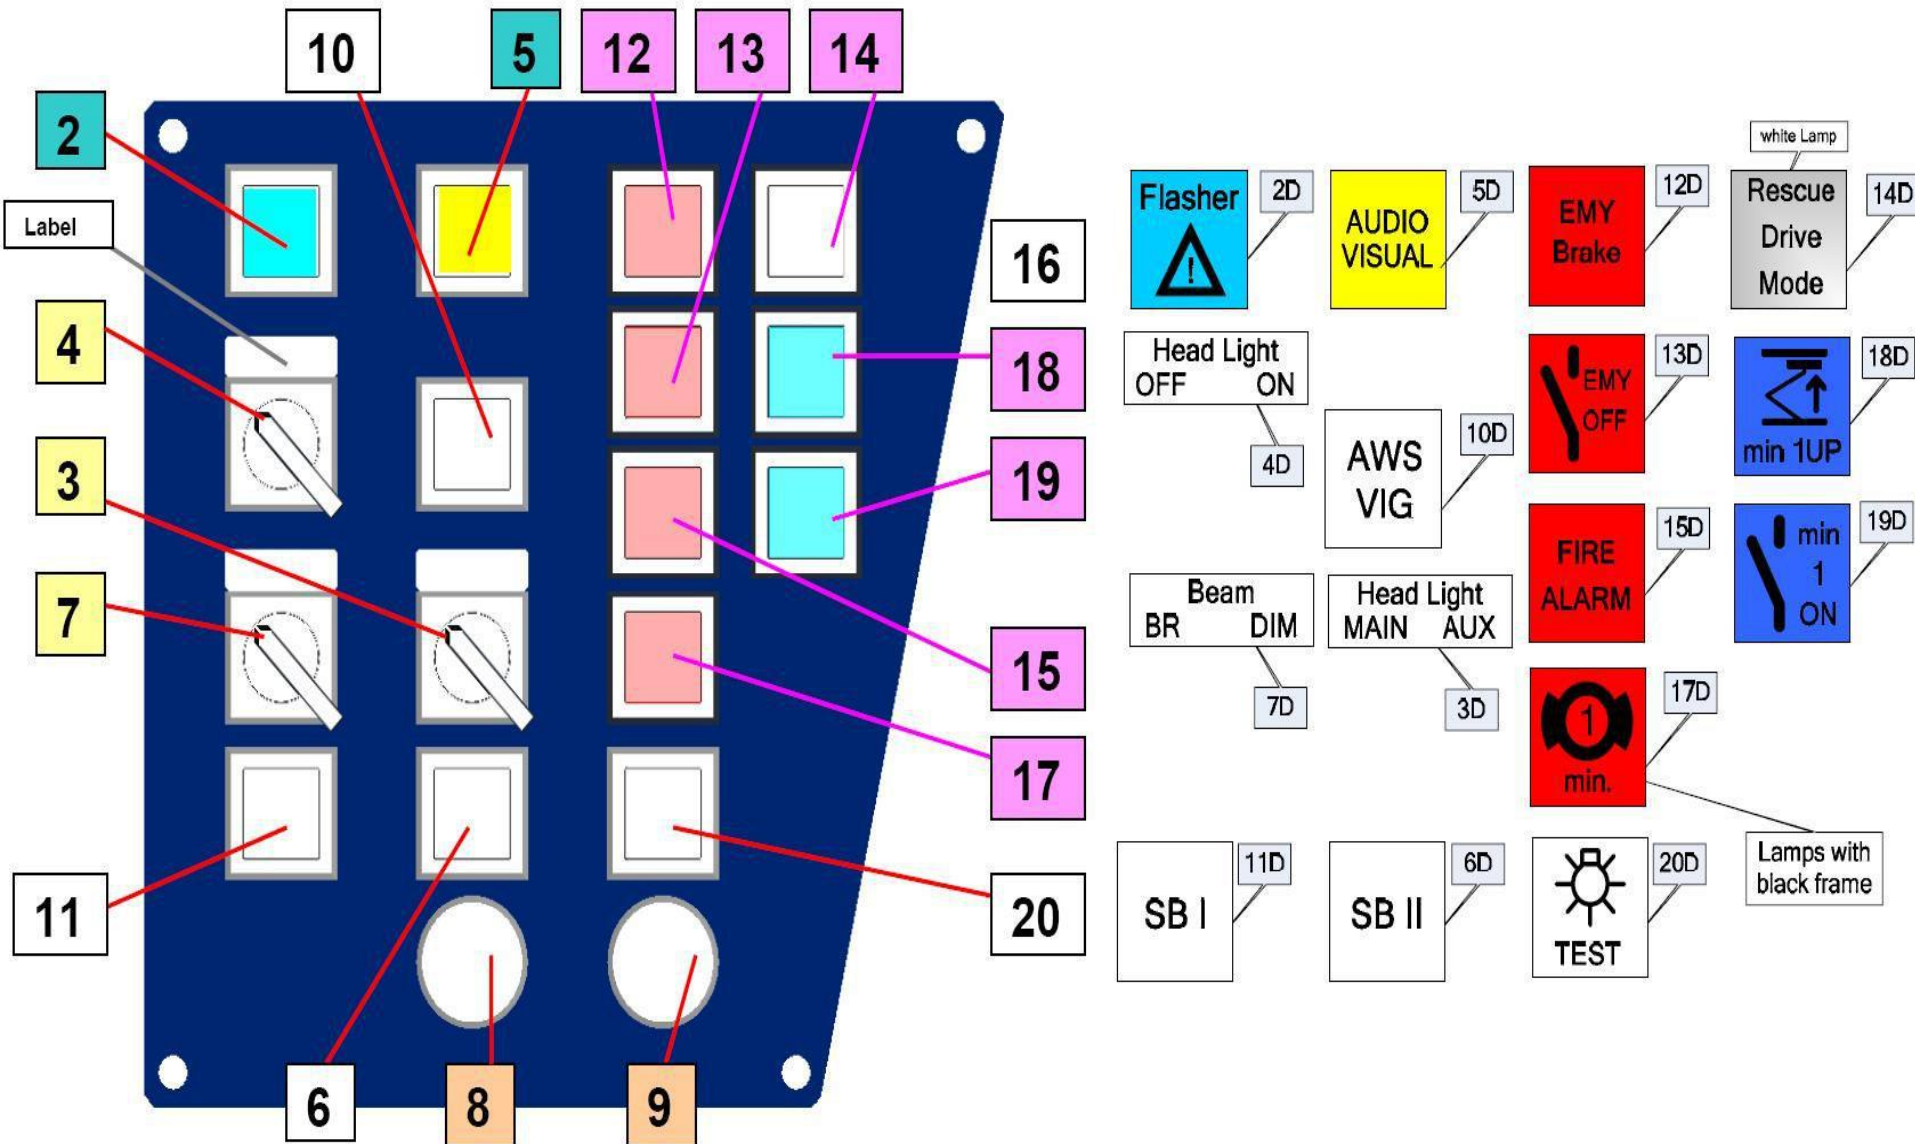 10
5
12
13
14
2
Label
4
3
7
11
6
8
9
16
18
19
15
17
20
white Lamp
Flasher
!
2D
AUDIO
VISUAL
5D
EMY
Brake
12D
Rescue
Drive
Mode
14D
Head Light
OFF ON
4D
AWS
VIG
10D
EMY
OFF
13D
min 1UP
18D
Beam
BR DIM
7D
Head Light
MAIN AUX
3D
FIRE
ALARM
15D
min
1
ON
19D
1
min.
17D
Lamps with
black frame
SB I
11D
SB II
6D
TEST
20D